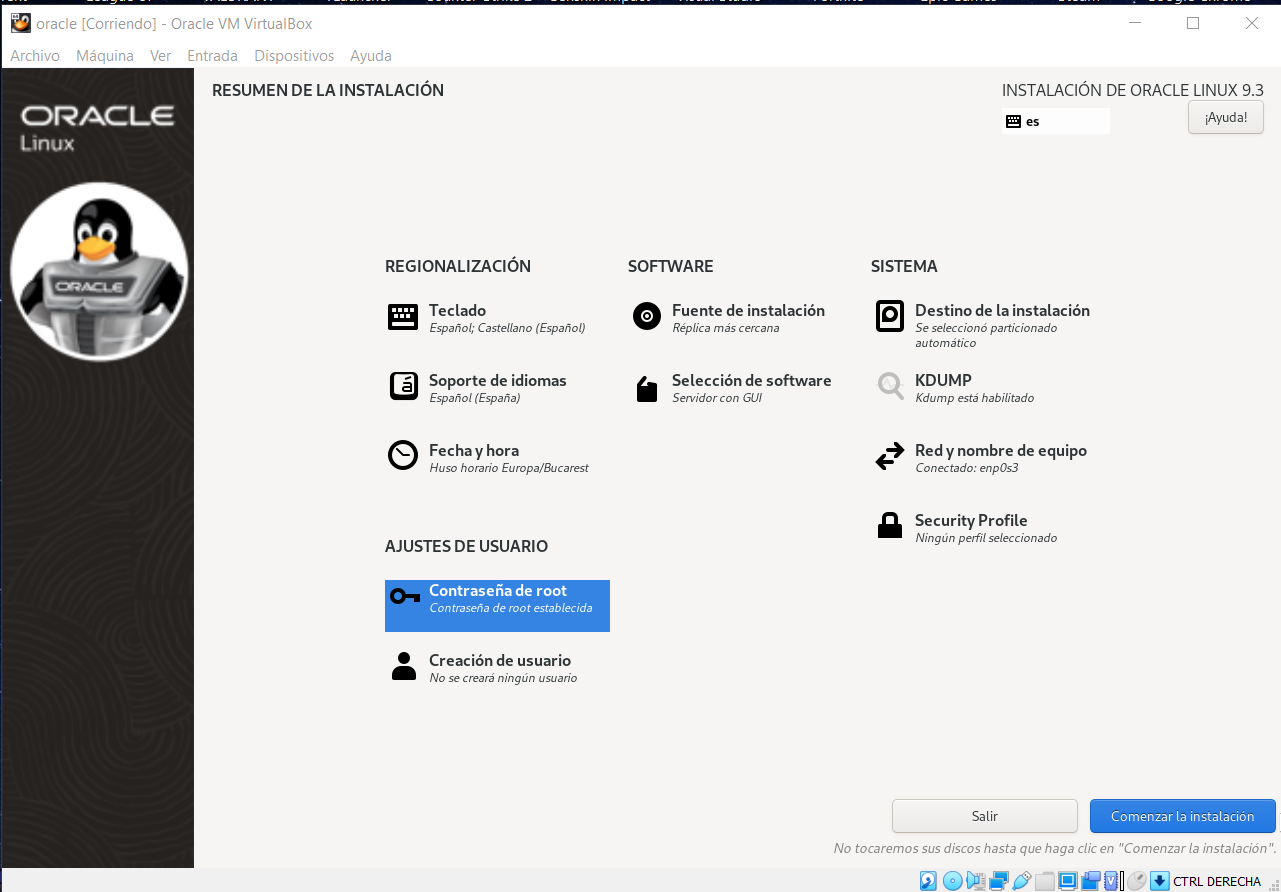 oracle [Corriendo] - Oracle VM VirtualBox
Archivo Máquina Ver Entrada Dispositivos Ayuda
ORACLE
Linux
ORACLE
RESUMEN DE LA INSTALACIÓN
INSTALACIÓN DE ORACLE LINUX 9.3
es
¡Ayuda!
REGIONALIZACIÓN
Teclado
Español; Castellano (Español)
Soporte de idiomas
Español (España)
Fecha y hora
Huso horario Europa/Bucarest
SOFTWARE
Fuente de instalación
Réplica más cercana
Selección de software
Servidor con GUI
SISTEMA
Destino de la instalación
Se seleccionó particionado
automático
KDUMP
Kdump está habilitado
Red y nombre de equipo
Conectado: enp0s3
Security Profile
Ningún perfil seleccionado
AJUSTES DE USUARIO
Contraseña de root
Contraseña de root establecida
Creación de usuario
No se creará ningún usuario
Salir
Comenzar la instalación
No tocaremos sus discos hasta que haga clic en "Comenzar la instalación".
CTRL DERECHA